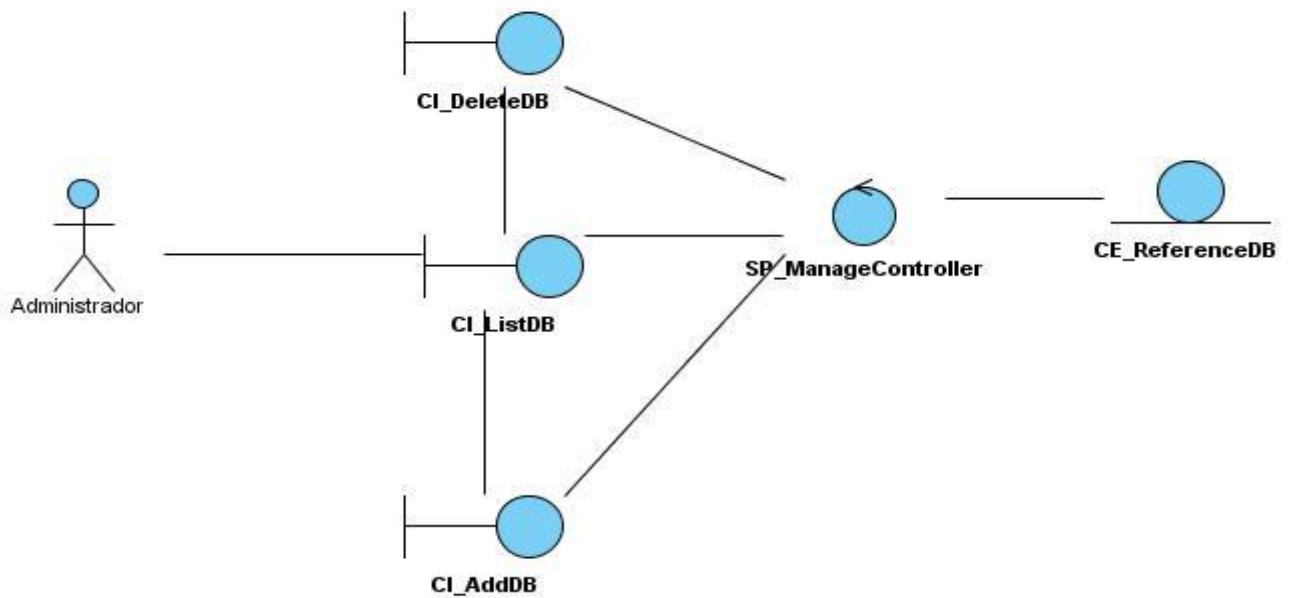 CI_DeleteDB
Administrador
CI_ListDB
SP_ManageController
CE_ReferenceDB
CI_AddDB